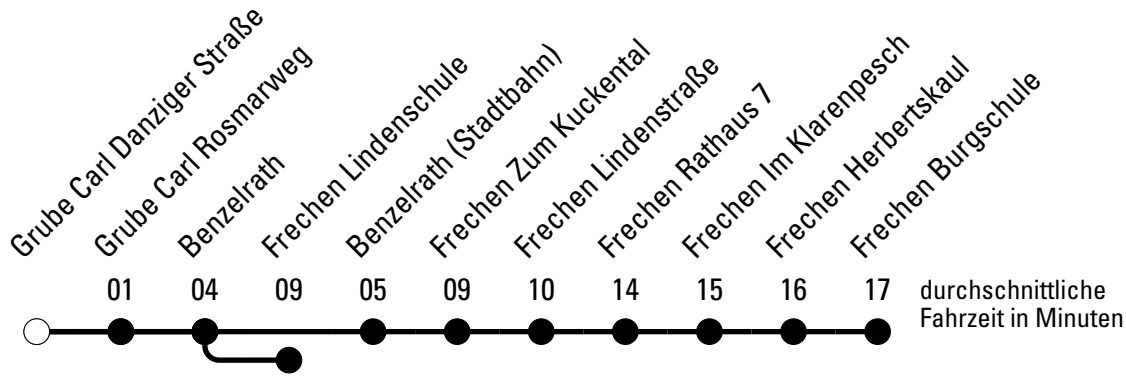 Grube Carl Danziger Straße
Grube Carl Rosmarweg
Benzelrath
Frechen Lindenschule
Benzelrath (Stadtbahn)
Frechen Zum Kuckental
Frechen Lindenstraße
Frechen Rathaus 7
Frechen Im Klarenpesch
Frechen Herbertskaul
Frechen Burgschule
01 04 09 05 09 10 14 15 16 17 durchschnittliche
Fahrzeit in Minuten